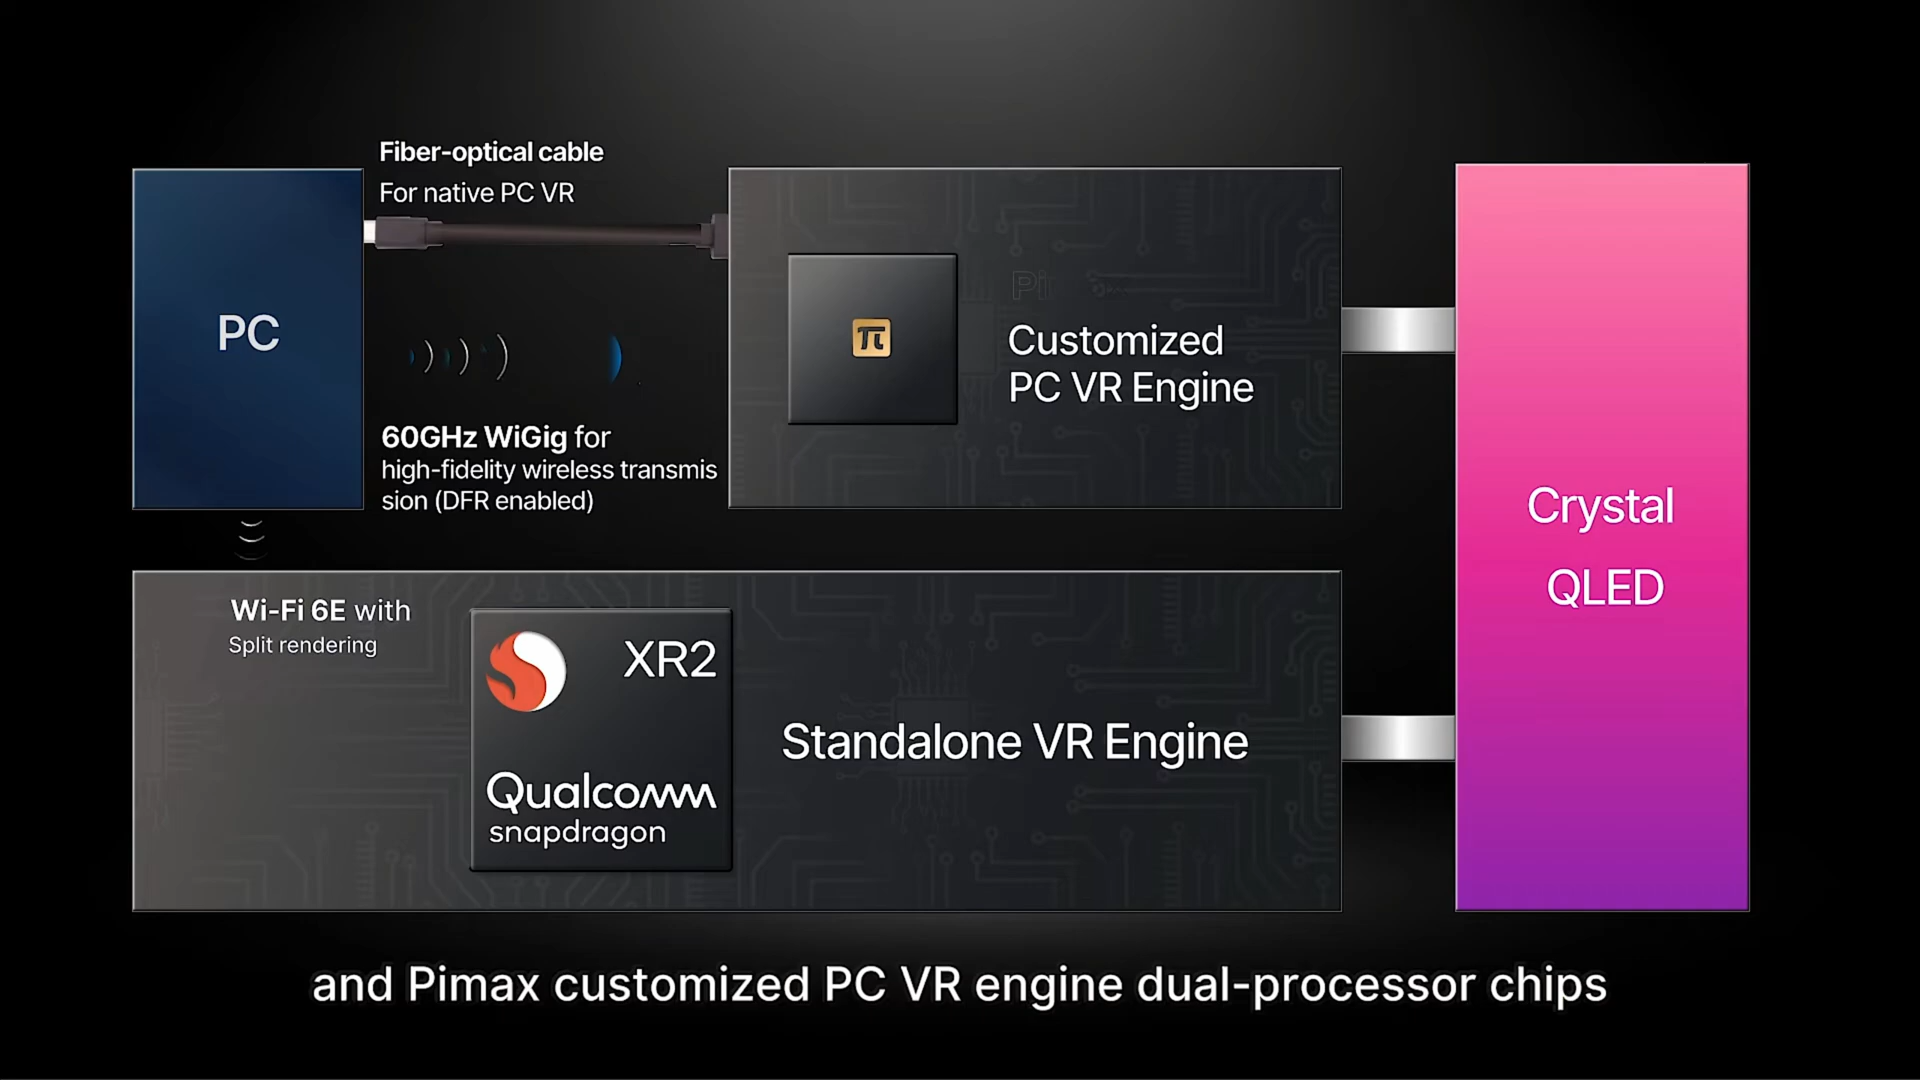 Fiber-optical cable
For native PC VR
PC
60GHz WiGig for
high-fidelity wireless transmis
sion (DFR enabled)
π
Pi
Customized
PC VR Engine
Crystal
QLED
Wi-Fi 6E with
Split rendering
XR2
Qualcomm
snapdragon
Standalone VR Engine
and Pimax customized PC VR engine dual-processor chips